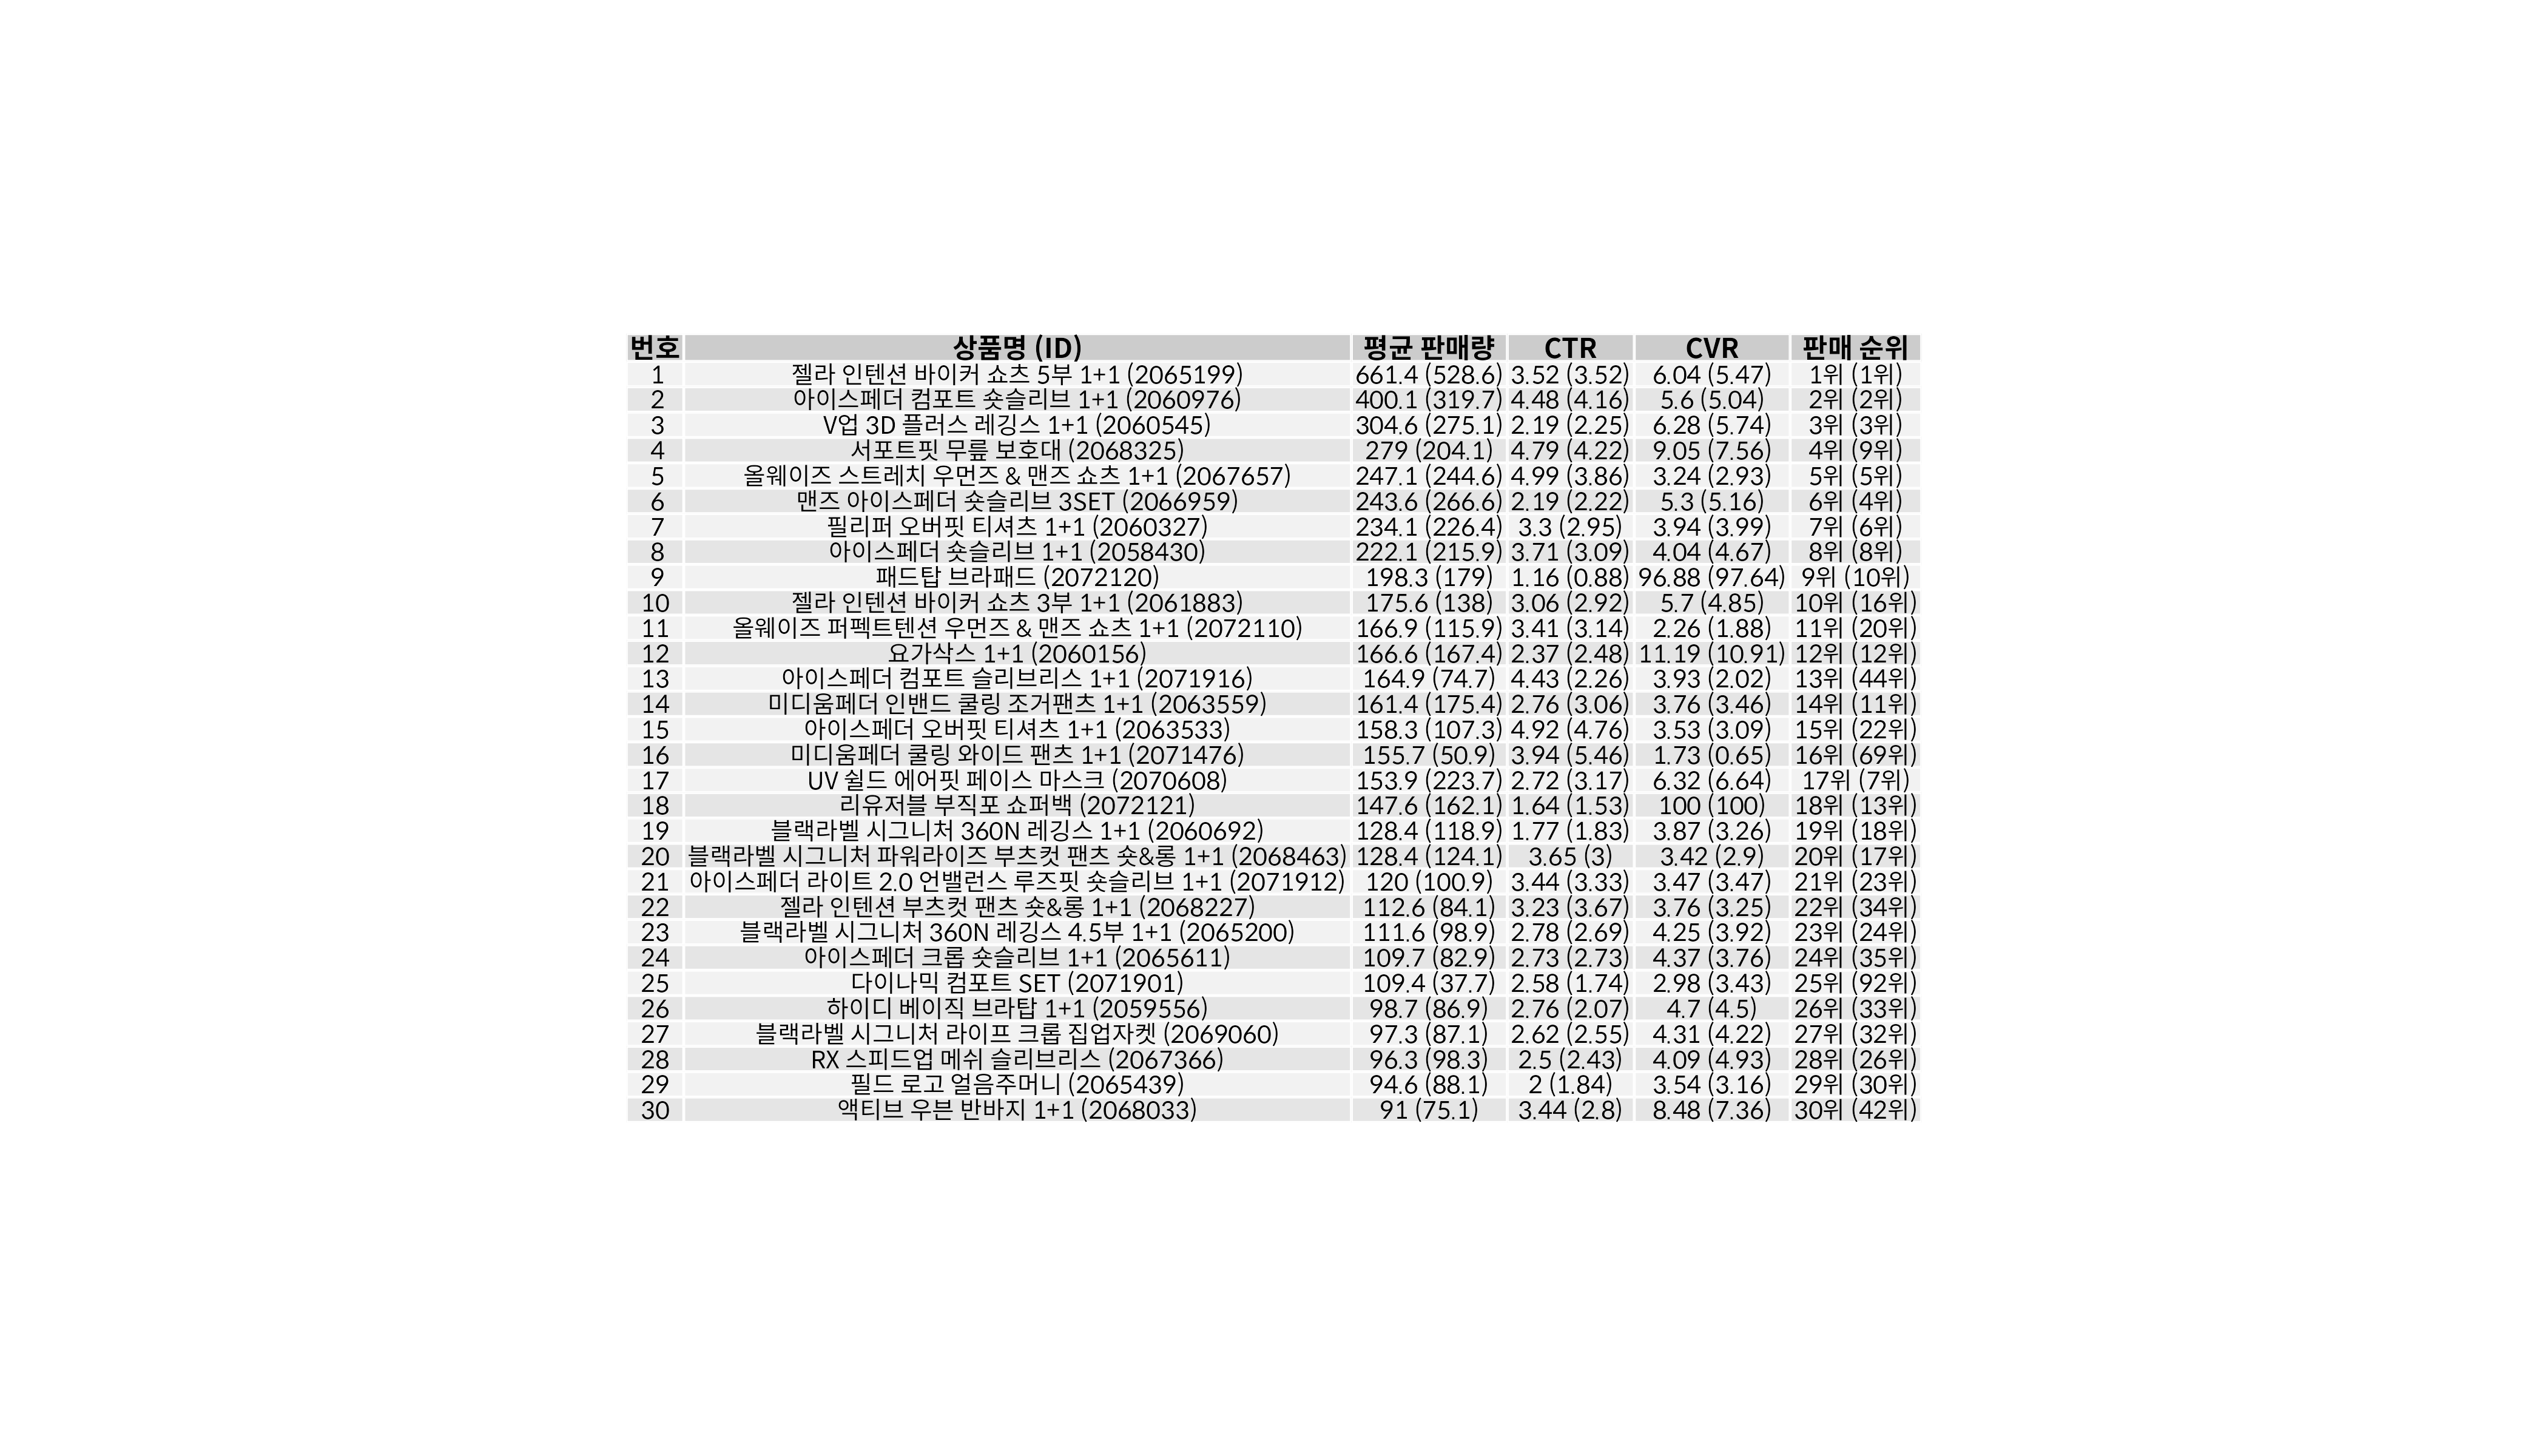 번호 상품명 (ID) 평균 판매량 CTR CVR 판매 순위
1 젤라 인텐션 바이커 쇼츠 5부 1+1 (2065199) 661.4 (528.6) 3.52 (3.52) 6.04 (5.47) 1위 (1위)
2 아이스페더 컴포트 숏슬리브 1+1 (2060976) 400.1 (319.7) 4.48 (4.16) 5.6 (5.04) 2위 (2위)
3 V업 3D 플러스 레깅스 1+1 (2060545) 304.6 (275.1) 2.19 (2.25) 6.28 (5.74) 3위 (3위)
4 서포트핏 무릎 보호대 (2068325) 279 (204.1) 4.79 (4.22) 9.05 (7.56) 4위 (9위)
5 올웨이즈 스트레치 우먼즈 & 맨즈 쇼츠 1+1 (2067657) 247.1 (244.6) 4.99 (3.86) 3.24 (2.93) 5위 (5위)
6 맨즈 아이스페더 숏슬리브 3SET (2066959) 243.6 (266.6) 2.19 (2.22) 5.3 (5.16) 6위 (4위)
7 필리퍼 오버핏 티셔츠 1+1 (2060327) 234.1 (226.4) 3.3 (2.95) 3.94 (3.99) 7위 (6위)
8 아이스페더 숏슬리브 1+1 (2058430) 222.1 (215.9) 3.71 (3.09) 4.04 (4.67) 8위 (8위)
9 패드탑 브라패드 (2072120) 198.3 (179) 1.16 (0.88) 96.88 (97.64) 9위 (10위)
10 젤라 인텐션 바이커 쇼츠 3부 1+1 (2061883) 175.6 (138) 3.06 (2.92) 5.7 (4.85) 10위 (16위)
11 올웨이즈 퍼펙트텐션 우먼즈 & 맨즈 쇼츠 1+1 (2072110) 166.9 (115.9) 3.41 (3.14) 2.26 (1.88) 11위 (20위)
12 요가삭스 1+1 (2060156) 166.6 (167.4) 2.37 (2.48) 11.19 (10.91) 12위 (12위)
13 아이스페더 컴포트 슬리브리스 1+1 (2071916) 164.9 (74.7) 4.43 (2.26) 3.93 (2.02) 13위 (44위)
14 미디움페더 인밴드 쿨링 조거팬츠 1+1 (2063559) 161.4 (175.4) 2.76 (3.06) 3.76 (3.46) 14위 (11위)
15 아이스페더 오버핏 티셔츠 1+1 (2063533) 158.3 (107.3) 4.92 (4.76) 3.53 (3.09) 15위 (22위)
16 미디움페더 쿨링 와이드 팬츠 1+1 (2071476) 155.7 (50.9) 3.94 (5.46) 1.73 (0.65) 16위 (69위)
17 UV 쉴드 에어핏 페이스 마스크 (2070608) 153.9 (223.7) 2.72 (3.17) 6.32 (6.64) 17위 (7위)
18 리유저블 부직포 쇼퍼백 (2072121) 147.6 (162.1) 1.64 (1.53) 100 (100) 18위 (13위)
19 블랙라벨 시그니처 360N 레깅스 1+1 (2060692) 128.4 (118.9) 1.77 (1.83) 3.87 (3.26) 19위 (18위)
20 블랙라벨 시그니처 파워라이즈 부츠컷 팬츠 숏&롱 1+1 (2068463) 128.4 (124.1) 3.65 (3) 3.42 (2.9) 20위 (17위)
21 아이스페더 라이트 2.0 언밸런스 루즈핏 숏슬리브 1+1 (2071912) 120 (100.9) 3.44 (3.33) 3.47 (3.47) 21위 (23위)
22 젤라 인텐션 부츠컷 팬츠 숏&롱 1+1 (2068227) 112.6 (84.1) 3.23 (3.67) 3.76 (3.25) 22위 (34위)
23 블랙라벨 시그니처 360N 레깅스 4.5부 1+1 (2065200) 111.6 (98.9) 2.78 (2.69) 4.25 (3.92) 23위 (24위)
24 아이스페더 크롭 숏슬리브 1+1 (2065611) 109.7 (82.9) 2.73 (2.73) 4.37 (3.76) 24위 (35위)
25 다이나믹 컴포트 SET (2071901) 109.4 (37.7) 2.58 (1.74) 2.98 (3.43) 25위 (92위)
26 하이디 베이직 브라탑 1+1 (2059556) 98.7 (86.9) 2.76 (2.07) 4.7 (4.5) 26위 (33위)
27 블랙라벨 시그니처 라이프 크롭 집업자켓 (2069060) 97.3 (87.1) 2.62 (2.55) 4.31 (4.22) 27위 (32위)
28 RX 스피드업 메쉬 슬리브리스 (2067366) 96.3 (98.3) 2.5 (2.43) 4.09 (4.93) 28위 (26위)
29 필드 로고 얼음주머니 (2065439) 94.6 (88.1) 2 (1.84) 3.54 (3.16) 29위 (30위)
30 액티브 우븐 반바지 1+1 (2068033) 91 (75.1) 3.44 (2.8) 8.48 (7.36) 30위 (42위)